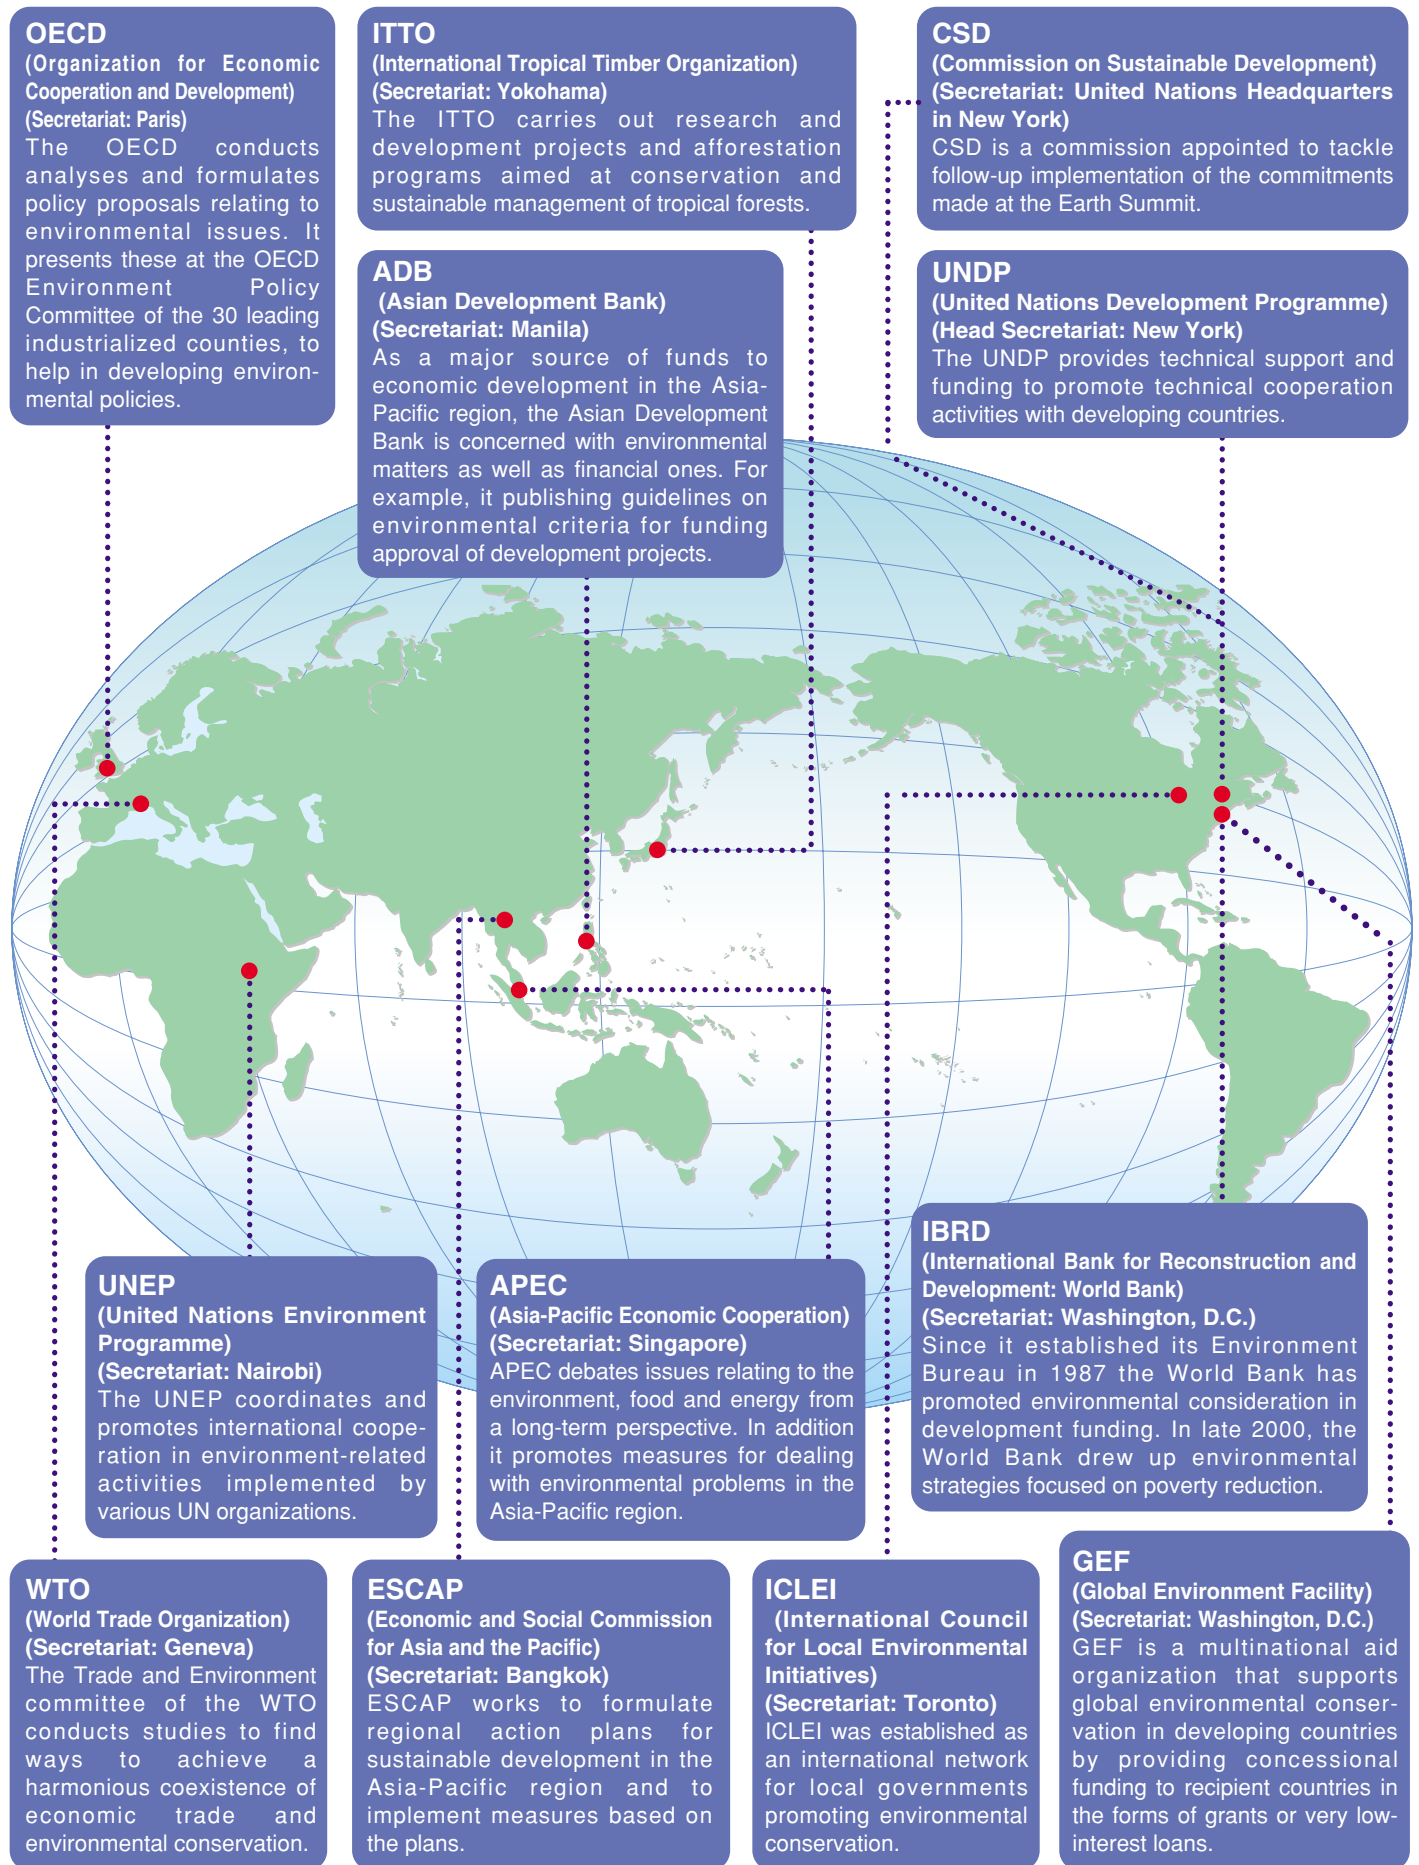 OECD
(Organization for Economic
Cooperation and Development)
(Secretariat: Paris)
The OECD conducts
analyses and formulates
policy proposals relating to
environmental issues. It
presents these at the OECD
Environment Policy
Committee of the 30 leading
industrialized counties, to
help in developing environ-
mental policies.
ITTO
(International Tropical Timber Organization)
(Secretariat: Yokohama)
The ITTO carries out research and
development projects and afforestation
programs aimed at conservation and
sustainable management of tropical forests.
CSD
(Commission on Sustainable Development)
(Secretariat: United Nations Headquarters
in New York)
CSD is a commission appointed to tackle
follow-up implementation of the commitments
made at the Earth Summit.
ADB
(Asian Development Bank)
(Secretariat: Manila)
As a major source of funds to
economic development in the Asia-
Pacific region, the Asian Development
Bank is concerned with environmental
matters as well as financial ones. For
example, it publishing guidelines on
environmental criteria for funding
approval of development projects.
UNDP
(United Nations Development Programme)
(Head Secretariat: New York)
The UNDP provides technical support and
funding to promote technical cooperation
activities with developing countries.
UNEP
(United Nations Environment
Programme)
(Secretariat: Nairobi)
The UNEP coordinates and
promotes international coope-
ration in environment-related
activities implemented by
various UN organizations.
APEC
(Asia-Pacific Economic Cooperation)
(Secretariat: Singapore)
APEC debates issues relating to the
environment, food and energy from
a long-term perspective. In addition
it promotes measures for dealing
with environmental problems in the
Asia-Pacific region.
IBRD
(International Bank for Reconstruction and
Development: World Bank)
(Secretariat: Washington, D.C.)
Since it established its Environment
Bureau in 1987 the World Bank has
promoted environmental consideration in
development funding. In late 2000, the
World Bank drew up environmental
strategies focused on poverty reduction.
WTO
(World Trade Organization)
(Secretariat: Geneva)
The Trade and Environment
committee of the WTO
conducts studies to find
ways to achieve a
harmonious coexistence of
economic trade and
environmental conservation.
ESCAP
(Economic and Social Commission
for Asia and the Pacific)
(Secretariat: Bangkok)
ESCAP works to formulate
regional action plans for
sustainable development in the
Asia-Pacific region and to
implement measures based on
the plans.
ICLEI
(International Council
for Local Environmental
Initiatives)
(Secretariat: Toronto)
ICLEI was established as
an international network
for local governments
promoting environmental
conservation.
GEF
(Global Environment Facility)
(Secretariat: Washington, D.C.)
GEF is a multinational aid
organization that supports
global environmental conser-
vation in developing countries
by providing concessional
funding to recipient countries in
the forms of grants or very low-
interest loans.